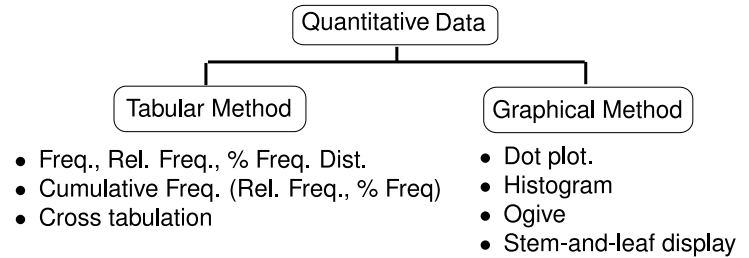 Quantitative Data
Tabular Method
• Freq., Rel. Freq., % Freq. Dist.
• Cumulative Freq. (Rel. Freq., % Freq)
• Cross tabulation
Graphical Method
• Dot plot.
• Histogram
• Ogive
• Stem-and-leaf display